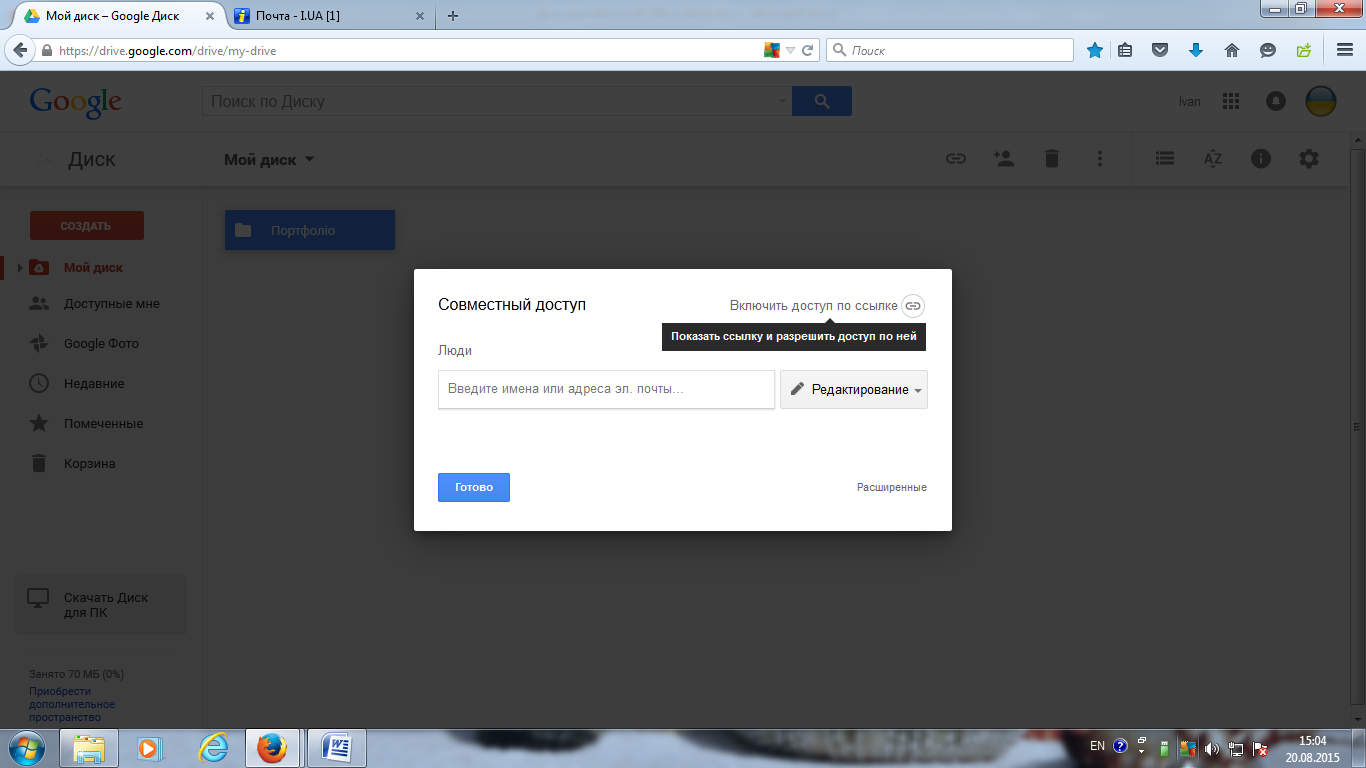 Мой диск – Google Диск
Почта - I.UA [1]
https://drive.google.com/drive/my-drive
Поиск
Google
Поиск по Диску
Ivan
Диск
Мой диск
AZ
СОЗДАТЬ
Portfolio
Мой диск
Доступные мне
Google Фото
Недавние
Помеченные
Корзина
Совместный доступ
Включить доступ по ссылке
Показать ссылку и разрешить доступ по ней
Люди
Введите имена или адреса эл. почты...
Редактирование
Готово
Расширенные
Скачать Диск
для ПК
Занято 70 МБ (0%)
Приобрести
дополнительное
пространство
EN
15:04
20.08.2015